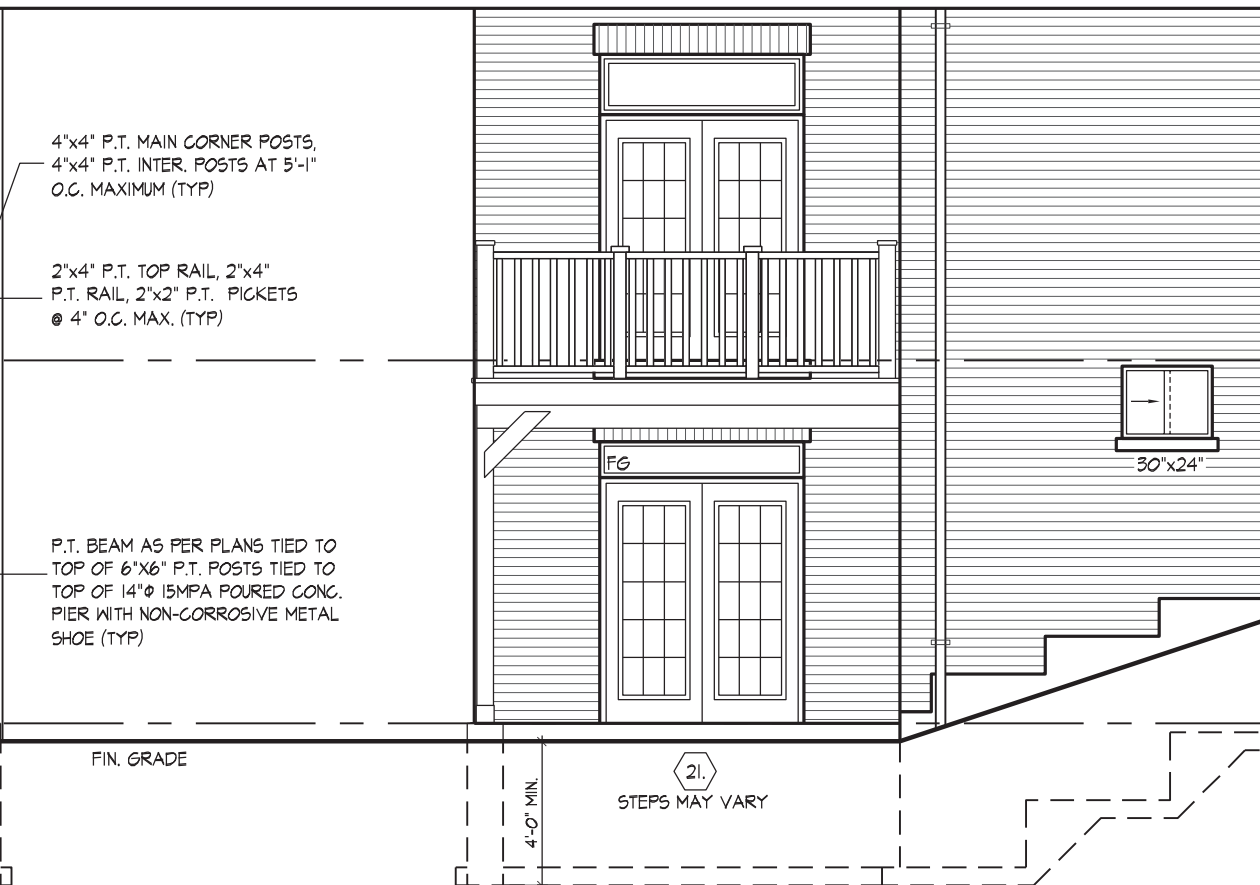 4"x4" P.T. MAIN CORNER POSTS,
4"x4" P.T. INTER. POSTS AT 5'-1"
O.C. MAXIMUM (TYP)
2"x4" P.T. TOP RAIL, 2"x4"
P.T. RAIL, 2"x2" P.T. PICKETS
@ 4" O.C. MAX. (TYP)
FG
30"x24"
P.T. BEAM AS PER PLANS TIED TO
TOP OF 6"X6" P.T. POSTS TIED TO
TOP OF 14"Φ 15MPA POURED CONC.
PIER WITH NON-CORROSIVE METAL
SHOE (TYP)
FIN. GRADE
4'-0" MIN.
21.
STEPS MAY VARY